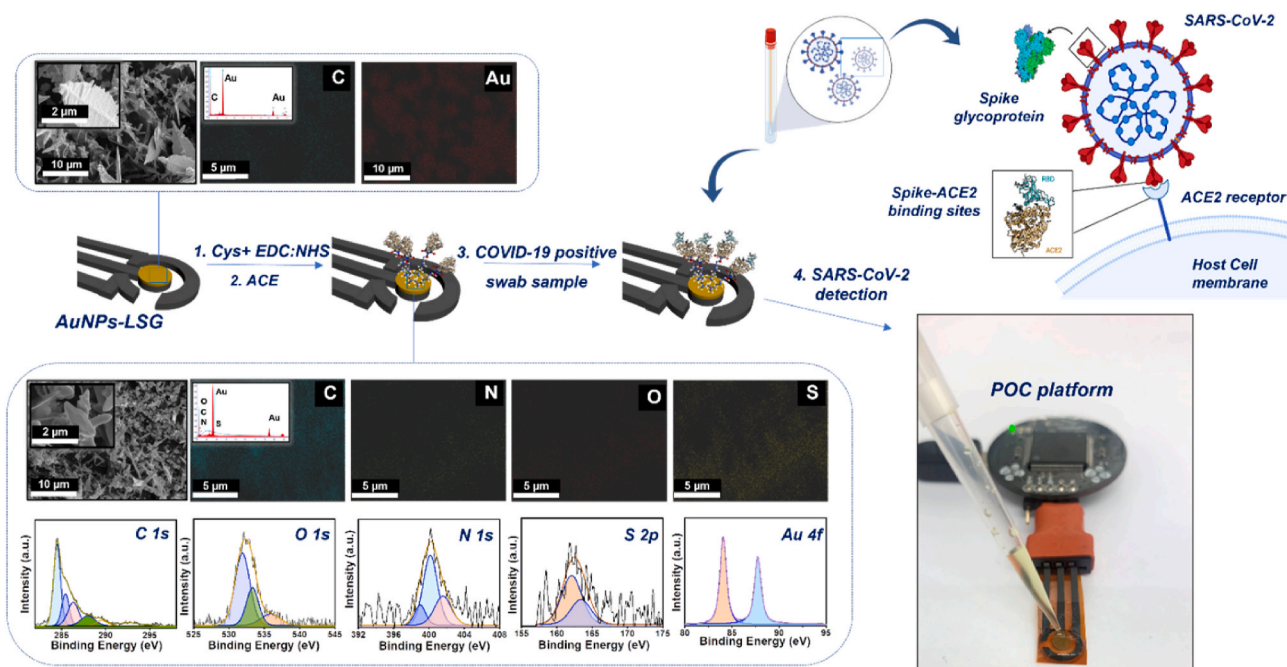 SARS-CoV-2
Spike
glycoprotein
Spike-ACE2
binding sites
RBD
ACE2
ACE2 receptor
Host Cell
membrane
2 µm
10 µm
Au
C
Au
C
5 µm
Au
10 µm
AuNPs-LSG
1. Cys+ EDC:NHS
2. ACE
3. COVID-19 positive
swab sample
4. SARS-CoV-2
detection
POC platform
2 µm
10 µm
Au
O
C
N
S
Au
C
5 µm
N
5 µm
O
5 µm
S
5 µm
C 1s
Intensity (a.u.)
285 290 295
Binding Energy (eV)
O 1s
Intensity (a.u.)
525 530 535 540 545
Binding Energy (eV)
N 1s
Intensity (a.u.)
392 396 400 404 408
Binding Energy (eV)
S 2p
Intensity (a.u.)
155 160 165 170 175
Binding Energy (eV)
Au 4f
Intensity (a.u.)
80 85 90 95
Binding Energy (eV)